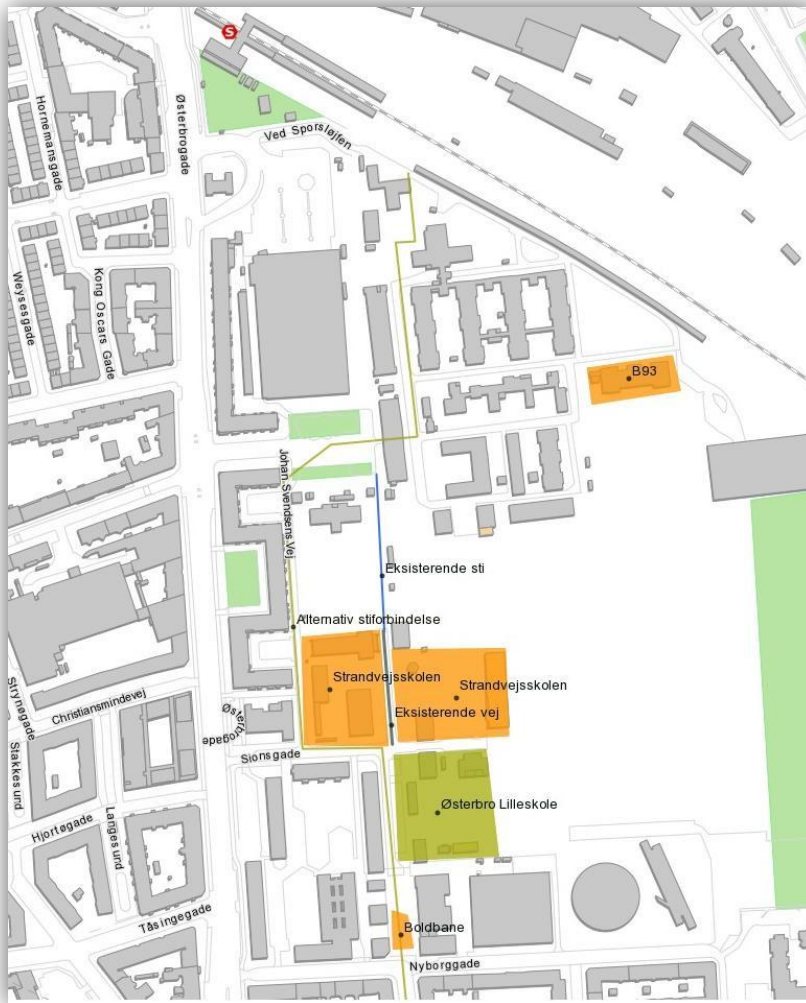 S
Hornemansgade
Østerbrogade
Ved Sporsløjfen
Weysesgade
Kong Oscars Gade
B93
Johan Svendsens Vej
Eksisterende sti
Alternativ stiforbindelse
Strandvejsskolen
Strandvejsskolen
Strynøgade
Christiansmindevej
Østerbrogade
Eksisterende vej
Stakkesund
Sionsgade
Langesund
Hjortøgade
Østerbro Lilleskole
Tåsingegade
Boldbane
Nyborggade